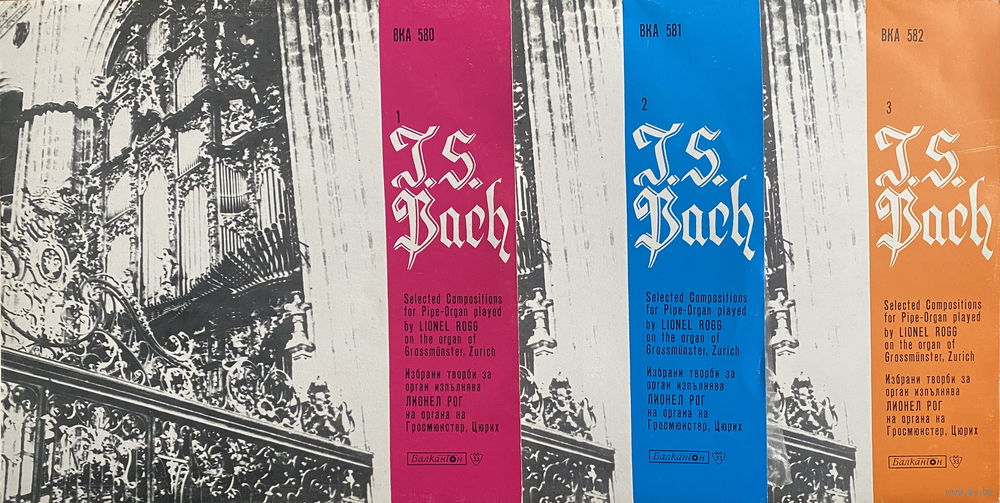 BKA 580
1
J. S.
Bach
Selected Compositions
for Pipe-Organ played
by LIONEL ROGG
on the organ of
Grossmünster, Zurich
Избрани творби за
орган изпълнява
ЛИОНЕЛ РОГ
на органа на
Гросмюнстер, Цюрих
Балкантон
33
BKA 581
2
J. S.
Bach
Selected Compositions
for Pipe-Organ played
by LIONEL ROGG
on the organ of
Grossmünster, Zurich
Избрани творби за
орган изпълнява
ЛИОНЕЛ РОГ
на органа на
Гросмюнстер, Цюрих
Балкантон
33
BKA 582
3
J. S.
Bach
Selected Compositions
for Pipe-Organ played
by LIONEL ROGG
on the organ of
Grossmünster, Zurich
Избрани творби за
орган изпълнява
ЛИОНЕЛ РОГ
на органа на
Гросмюнстер, Цюрих
Балкантон
33